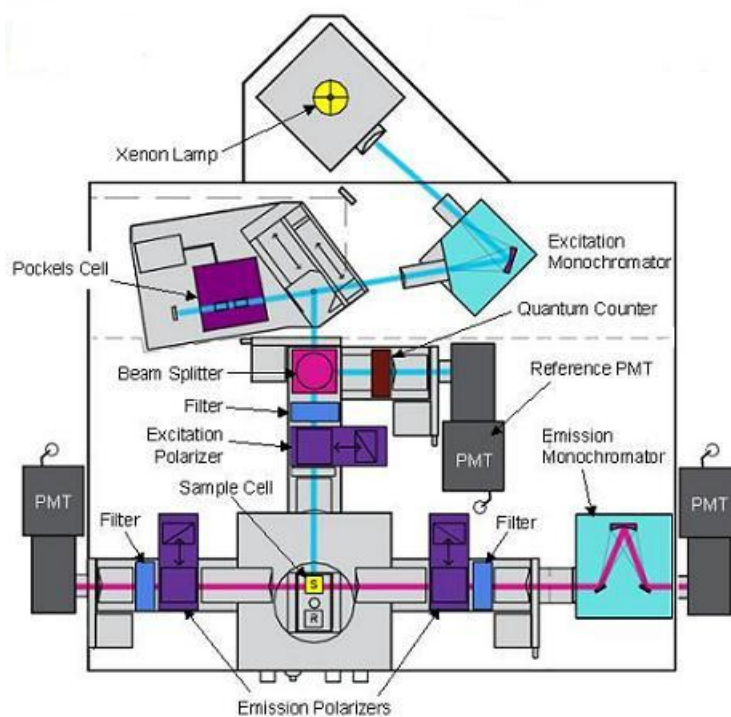 Xenon Lamp
Excitation
Monochromator
Pockels Cell
Quantum Counter
Beam Splitter
Reference PMT
Filter
Excitation
Polarizer
Emission
Monochromator
PMT
Sample Cell
PMT
PMT
Filter
Filter
S
R
Emission Polarizers